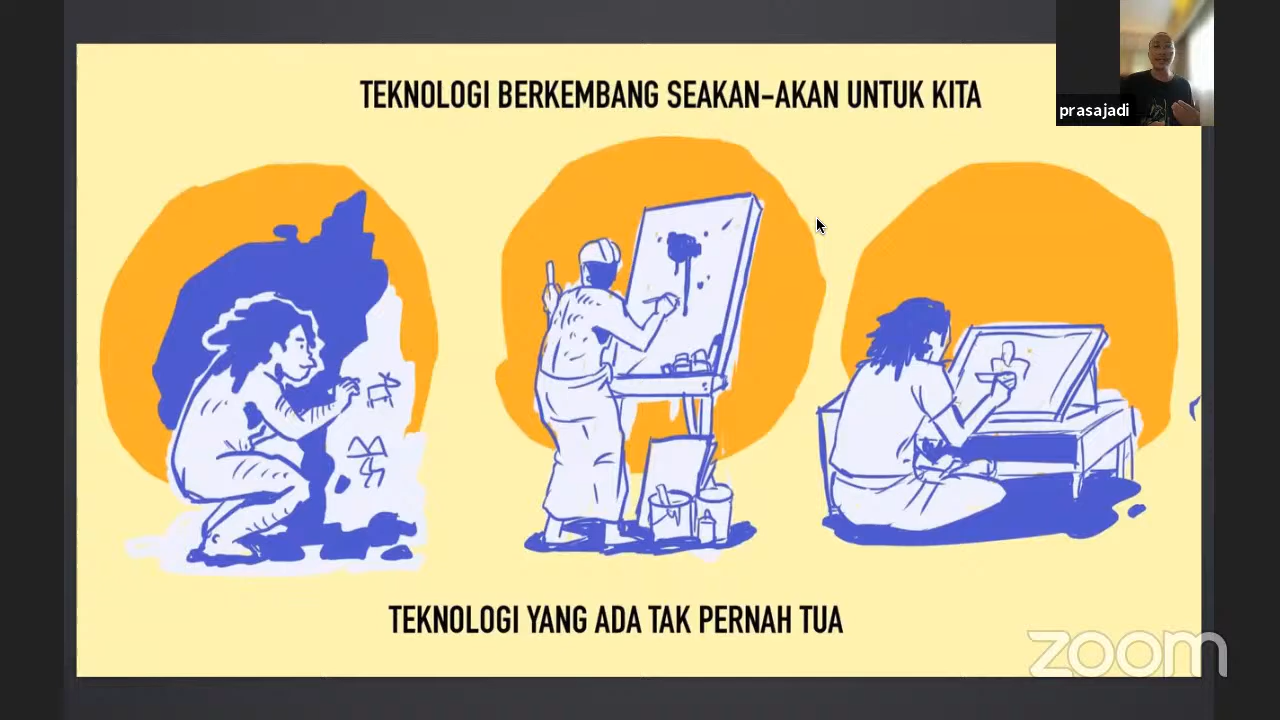 TEKNOLOGI BERKEMBANG SEAKAN-AKAN UNTUK KITA
prasajadi
TEKNOLOGI YANG ADA TAK PERNAH TUA
zoom